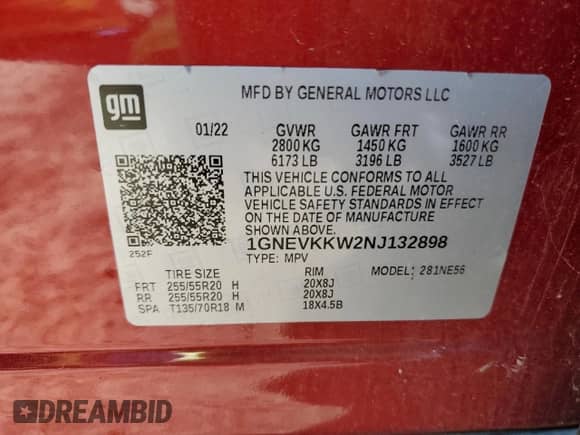 gm
MFD BY GENERAL MOTORS LLC
01/22 GVWR GAWR FRT GAWR RR
2800 KG 1450 KG 1600 KG
6173 LB 3196 LB 3527 LB
THIS VEHICLE CONFORMS TO ALL
APPLICABLE U.S. FEDERAL MOTOR
VEHICLE SAFETY STANDARDS IN EFFECT
ON THE DATE OF MANUFACTURE
SHOWN ABOVE.
252F 1GNEVKKW2NJ132898
TYPE: MPV
TIRE SIZE RIM MODEL: 281NE56
FRT 255/55R20 H 20X8J
RR 255/55R20 H 20X8J
SPA T135/70R18 M 18X4.5B
DREAMBID